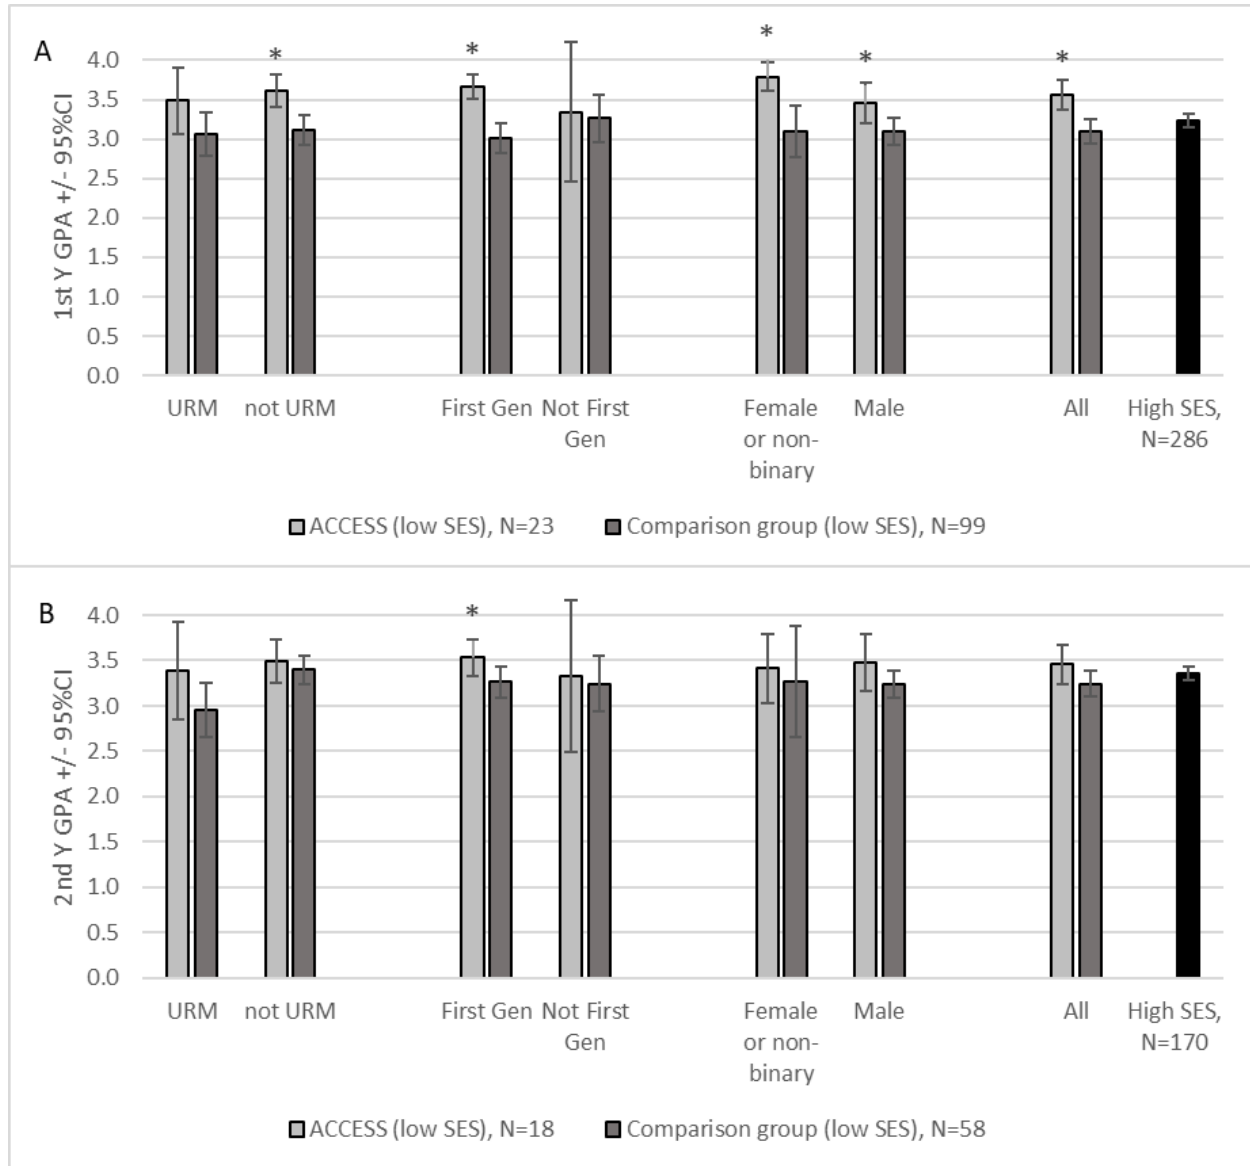 A
1st Y GPA +/- 95%CI
4.0
3.5
3.0
2.5
2.0
1.5
1.0
0.5
0.0
*
*
*
*
*
URM
not URM
First Gen
Not First
Gen
Female
or non-
binary
Male
All
High SES,
N=286
ACCESS (low SES), N=23
Comparison group (low SES), N=99
B
2nd Y GPA +/- 95%CI
4.0
3.5
3.0
2.5
2.0
1.5
1.0
0.5
0.0
*
URM
not URM
First Gen
Not First
Gen
Female
or non-
binary
Male
All
High SES,
N=170
ACCESS (low SES), N=18
Comparison group (low SES), N=58